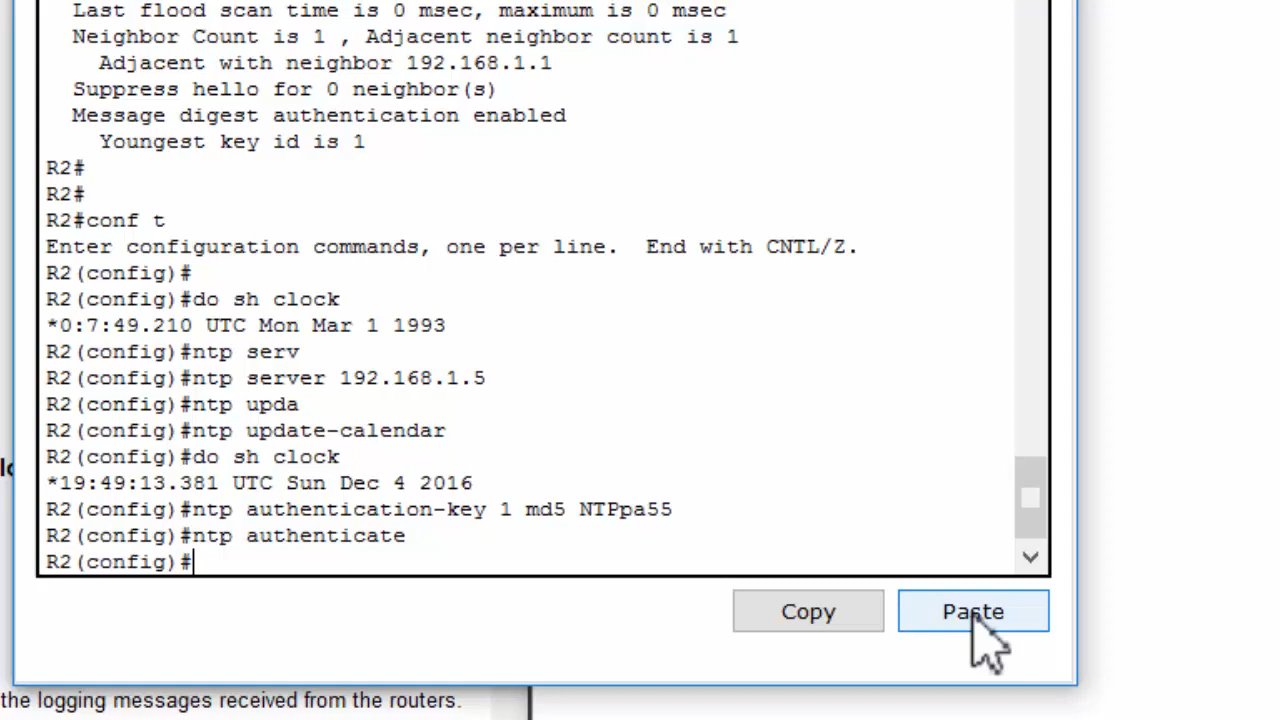 Last flood scan time is 0 msec, maximum is 0 msec
Neighbor Count is 1 , Adjacent neighbor count is 1
Adjacent with neighbor 192.168.1.1
Suppress hello for 0 neighbor(s)
Message digest authentication enabled
Youngest key id is 1
R2#
R2#
R2#conf t
Enter configuration commands, one per line.  End with CNTL/Z.
R2(config)#
R2(config)#do sh clock
*0:7:49.210 UTC Mon Mar 1 1993
R2(config)#ntp serv
R2(config)#ntp server 192.168.1.5
R2(config)#ntp upda
R2(config)#ntp update-calendar
R2(config)#do sh clock
*19:49:13.381 UTC Sun Dec 4 2016
R2(config)#ntp authentication-key 1 md5 NTPpa55
R2(config)#ntp authenticate
R2(config)#
Copy Paste
the logging messages received from the routers.